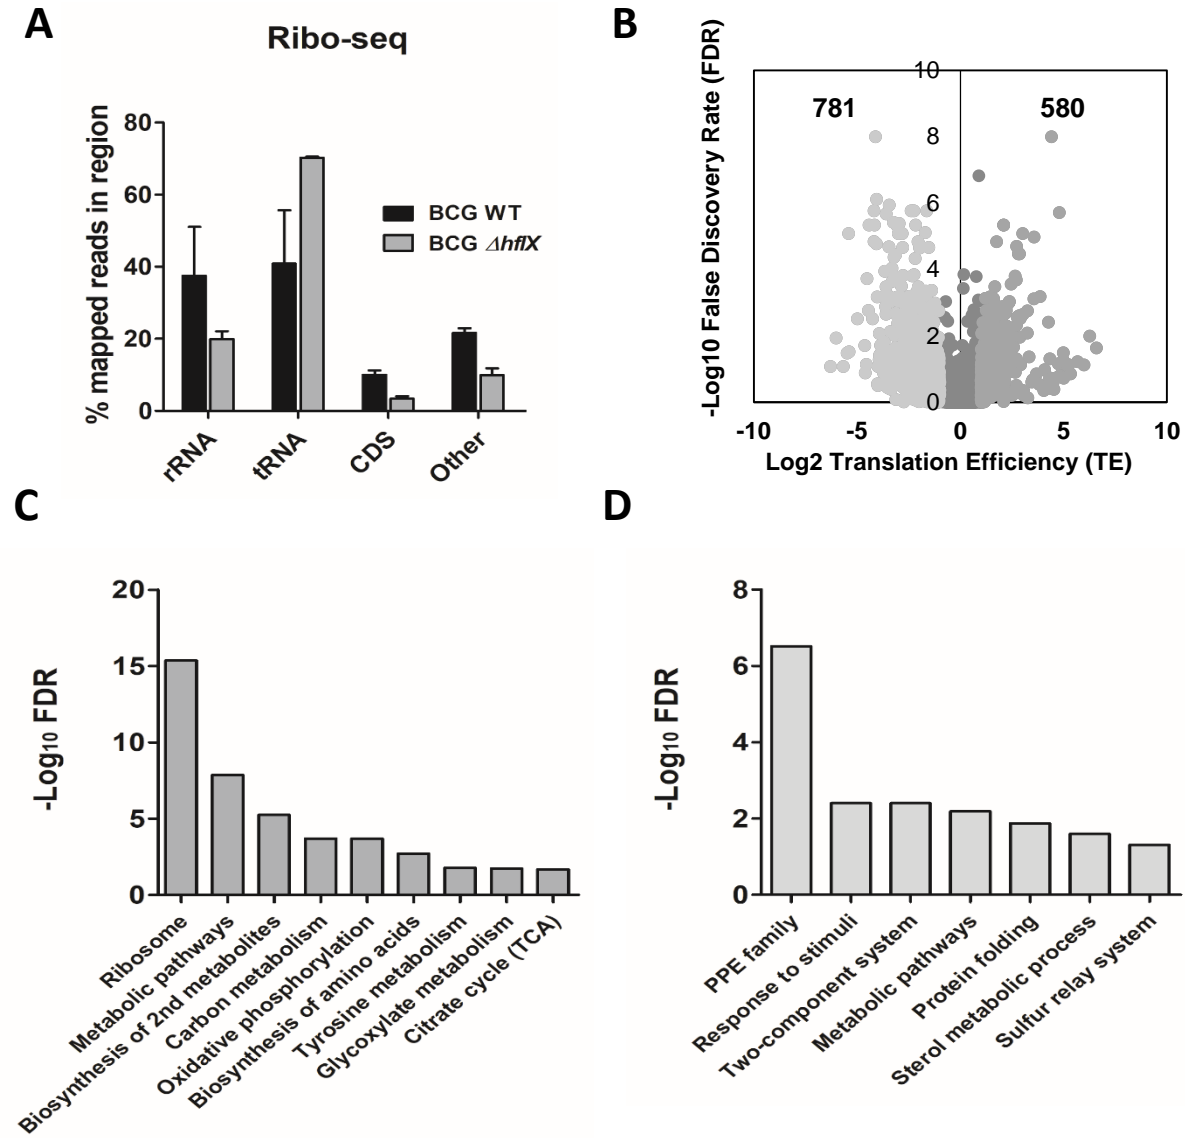 A
Ribo-seq
% mapped reads in region
80
60
40
20
0
BCG WT
BCG ΔhflX
rRNA
tRNA
CDS
Other
B
-Log10 False Discovery Rate (FDR)
781
580
10
8
6
4
2
0
-10
-5
0
5
10
Log2 Translation Efficiency (TE)
C
-Log10 FDR
20
15
10
5
0
Ribosome
Metabolic pathways
Biosynthesis of 2nd metabolites
Carbon metabolism
Oxidative phosphorylation
Biosynthesis of amino acids
Tyrosine metabolism
Glycoxylate metabolism
Citrate cycle (TCA)
D
-Log10 FDR
8
6
4
2
0
PPE family
Response to stimuli
Two-component system
Metabolic pathways
Protein folding
Sterol metabolic process
Sulfur relay system